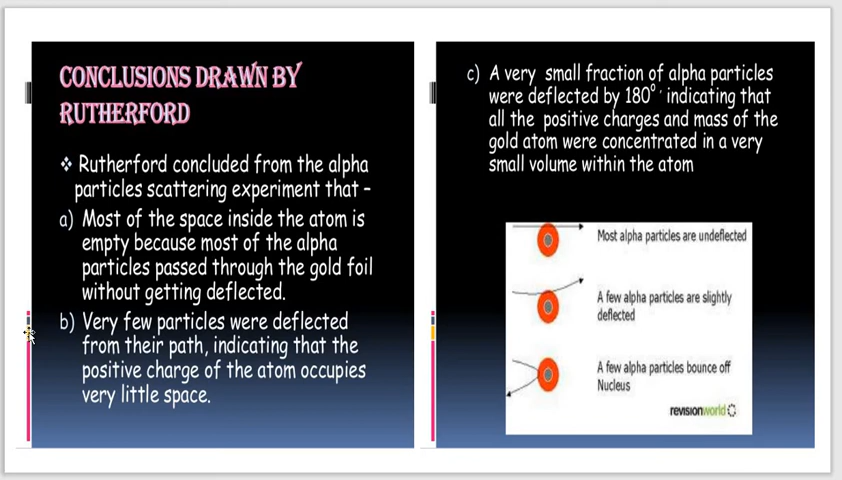 CONCLUSIONS DRAWN BY
RUTHERFORD
❖ Rutherford concluded from the alpha
particles scattering experiment that –
a) Most of the space inside the atom is
empty because most of the alpha
particles passed through the gold foil
without getting deflected.
b) Very few particles were deflected
from their path, indicating that the
positive charge of the atom occupies
very little space.
c) A very small fraction of alpha particles
were deflected by 180° , indicating that
all the positive charges and mass of the
gold atom were concentrated in a very
small volume within the atom
Most alpha particles are undeflected
A few alpha particles are slightly
deflected
A few alpha particles bounce off
Nucleus
revisionworld